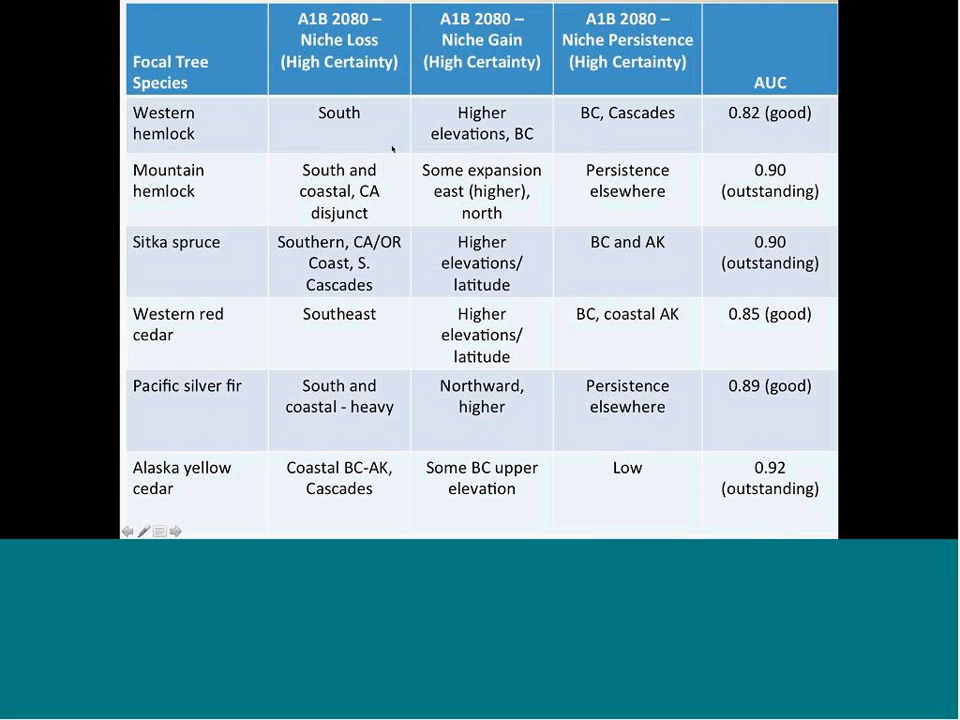 Focal Tree
Species
A1B 2080 –
Niche Loss
(High Certainty)
A1B 2080 –
Niche Gain
(High Certainty)
A1B 2080 –
Niche Persistence
(High Certainty)
AUC
Western
hemlock
South
Higher
elevations, BC
BC, Cascades
0.82 (good)
Mountain
hemlock
South and
coastal, CA
disjunct
Some expansion
east (higher),
north
Persistence
elsewhere
0.90
(outstanding)
Sitka spruce
Southern, CA/OR
Coast, S.
Cascades
Higher
elevations/
latitude
BC and AK
0.90
(outstanding)
Western red
cedar
Southeast
Higher
elevations/
latitude
BC, coastal AK
0.85 (good)
Pacific silver fir
South and
coastal - heavy
Northward,
higher
Persistence
elsewhere
0.89 (good)
Alaska yellow
cedar
Coastal BC-AK,
Cascades
Some BC upper
elevation
Low
0.92
(outstanding)